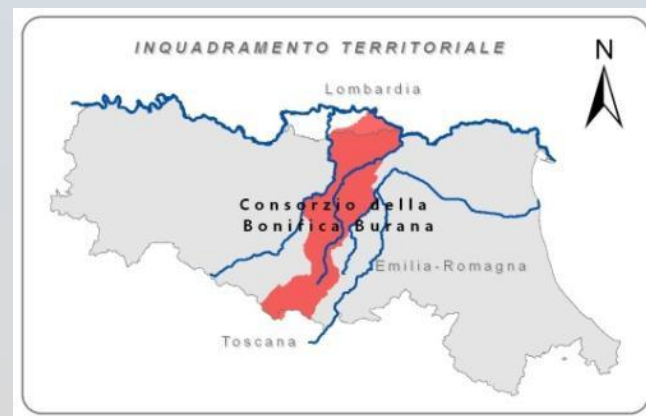 INQUADRAMENTO TERRITORIALE
N
Lombardia
Consorzio della
Bonifica Burana
Emilia-Romagna
Toscana